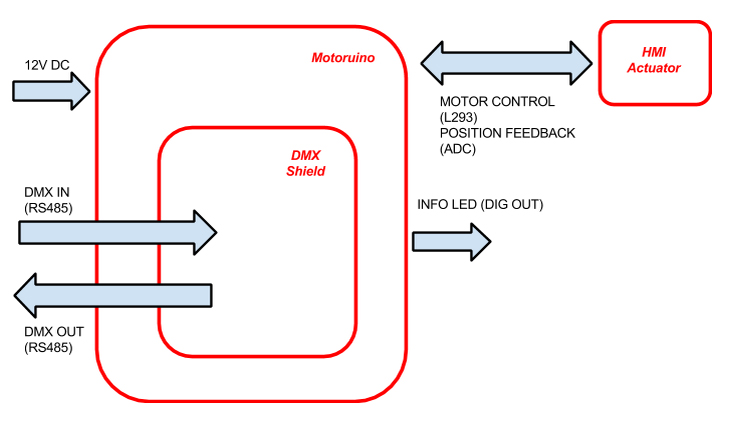 12V DC
Motoruino
HMI
Actuator
MOTOR CONTROL
(L293)
POSITION FEEDBACK
(ADC)
DMX
Shield
DMX IN
(RS485)
INFO LED (DIG OUT)
DMX OUT
(RS485)